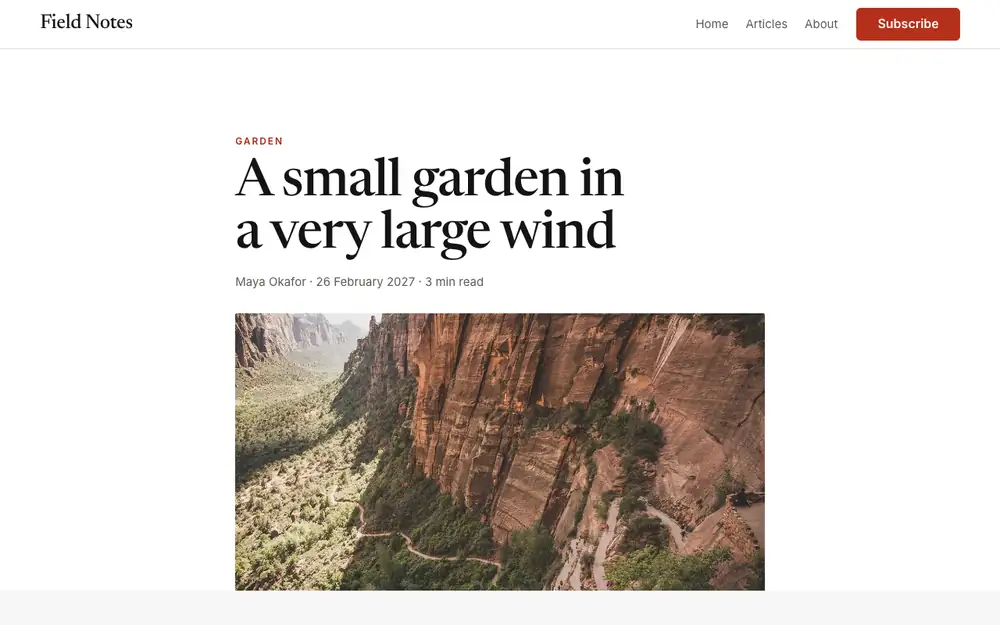 Field Notes
Home
Articles
About
Subscribe
GARDEN
A small garden in
a very large wind
Maya Okafor · 26 February 2027 · 3 min read